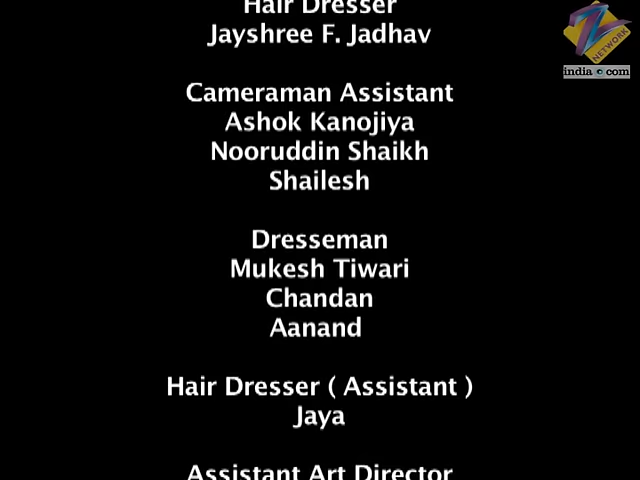 Hair Dresser
Jayshree F. Jadhav
Cameraman Assistant
Ashok Kanojiya
Nooruddin Shaikh
Shailesh
Dresseman
Mukesh Tiwari
Chandan
Aanand
Hair Dresser ( Assistant )
Jaya
Assistant Art Director
Z
NETWORK
india com